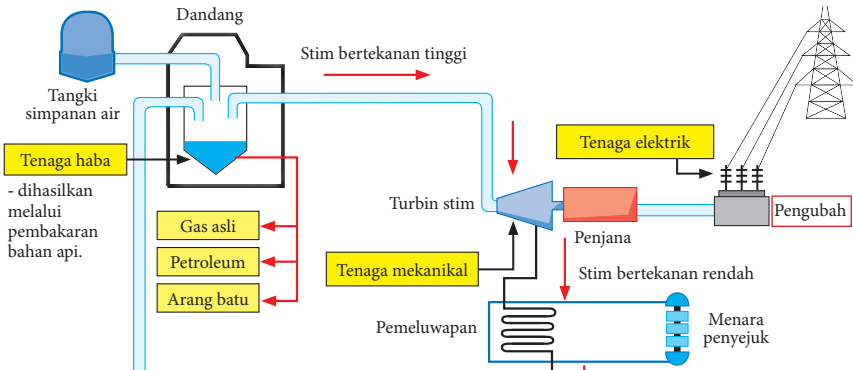 Dandang
Stim bertekanan tinggi
Tangki
simpanan air
Tenaga haba
- dihasilkan
melalui
pembakaran
bahan api.
Gas asli
Petroleum
Arang batu
Tenaga elektrik
Turbin stim
Penjana
Pengubah
Tenaga mekanikal
Stim bertekanan rendah
Pemeluwapan
Menara
penyejuk